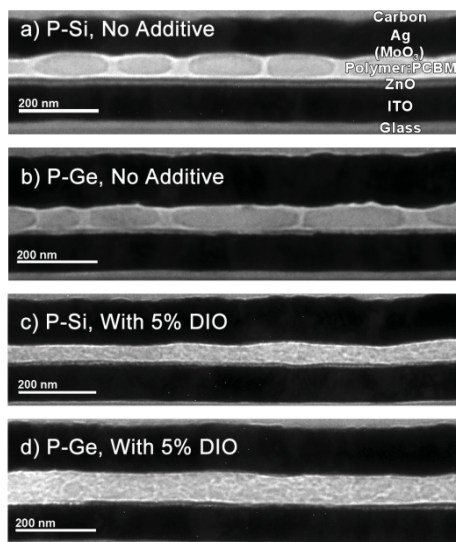 a) P-Si, No Additive
Carbon
Ag
(MoO₃)
Polymer:PCBM
ZnO
ITO
Glass
200 nm
b) P-Ge, No Additive
200 nm
c) P-Si, With 5% DIO
200 nm
d) P-Ge, With 5% DIO
200 nm